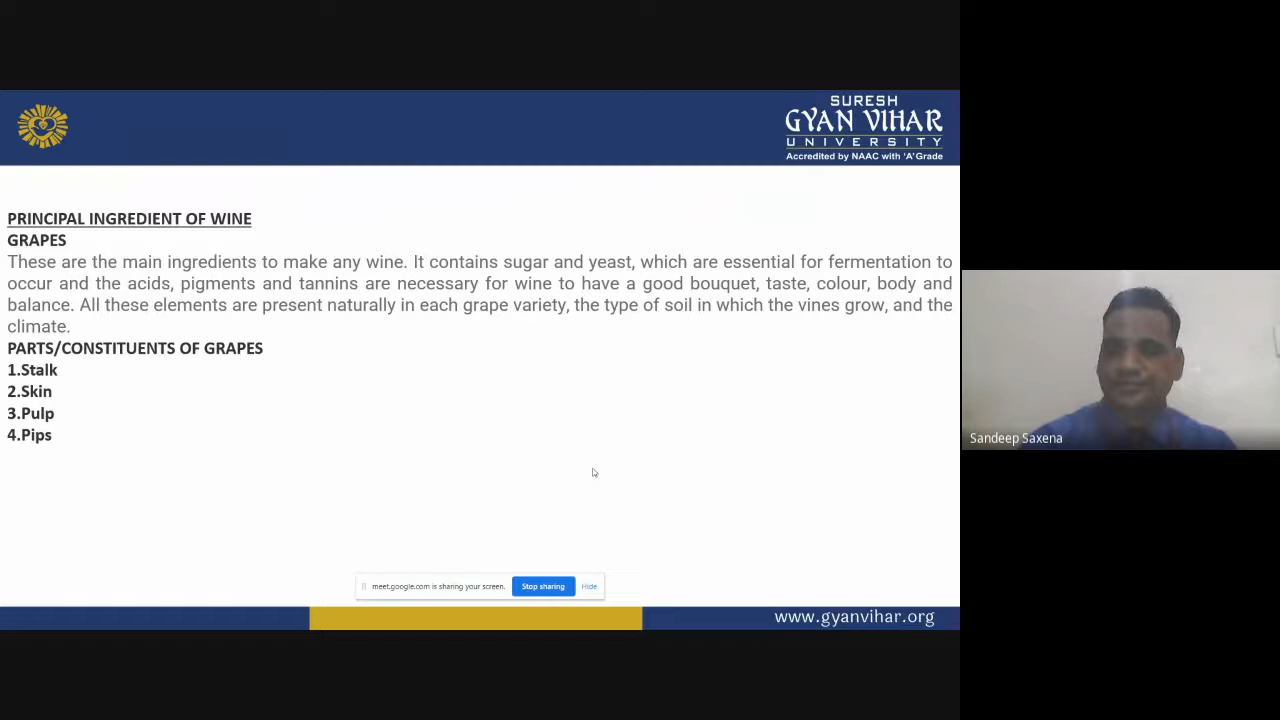 SURESH
GYAN VIHAR
UNIVERSITY
Accredited by NAAC with 'A' Grade
PRINCIPAL INGREDIENT OF WINE
GRAPES
These are the main ingredients to make any wine. It contains sugar and yeast, which are essential for fermentation to
occur and the acids, pigments and tannins are necessary for wine to have a good bouquet, taste, colour, body and
balance. All these elements are present naturally in each grape variety, the type of soil in which the vines grow, and the
climate.
PARTS/CONSTITUENTS OF GRAPES
1.Stalk
2.Skin
3.Pulp
4.Pips
Sandeep Saxena
meet.google.com is sharing your screen. Stop sharing Hide
www.gyanvihar.org